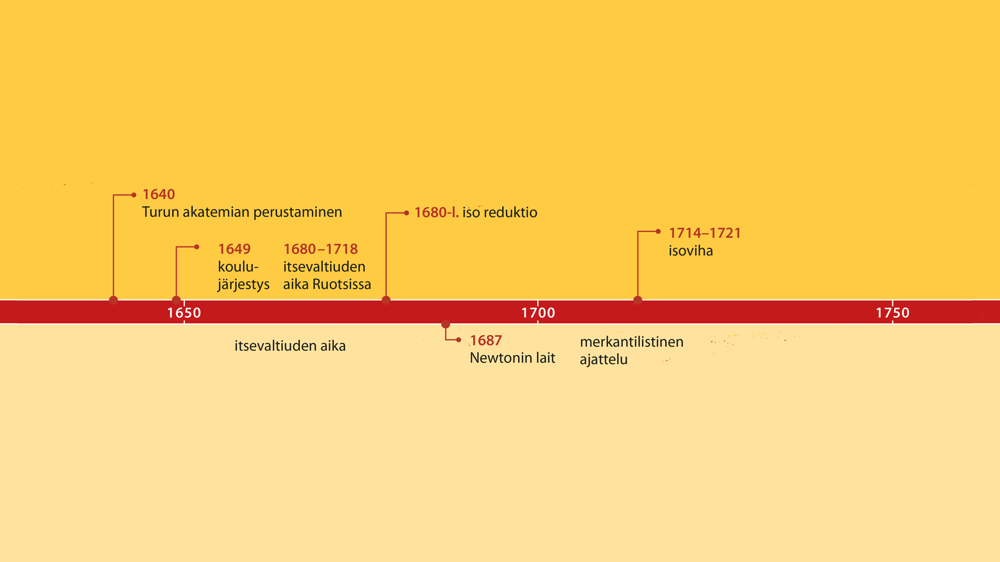 1640
Turun akatemian perustaminen
1649
koulu-
järjestys
1680–1718
itsevaltiuden
aika Ruotsissa
1680-l. iso reduktio
1714–1721
isoviha
1650
1700
1750
itsevaltiuden aika
1687
Newtonin lait
merkantilistinen
ajattelu